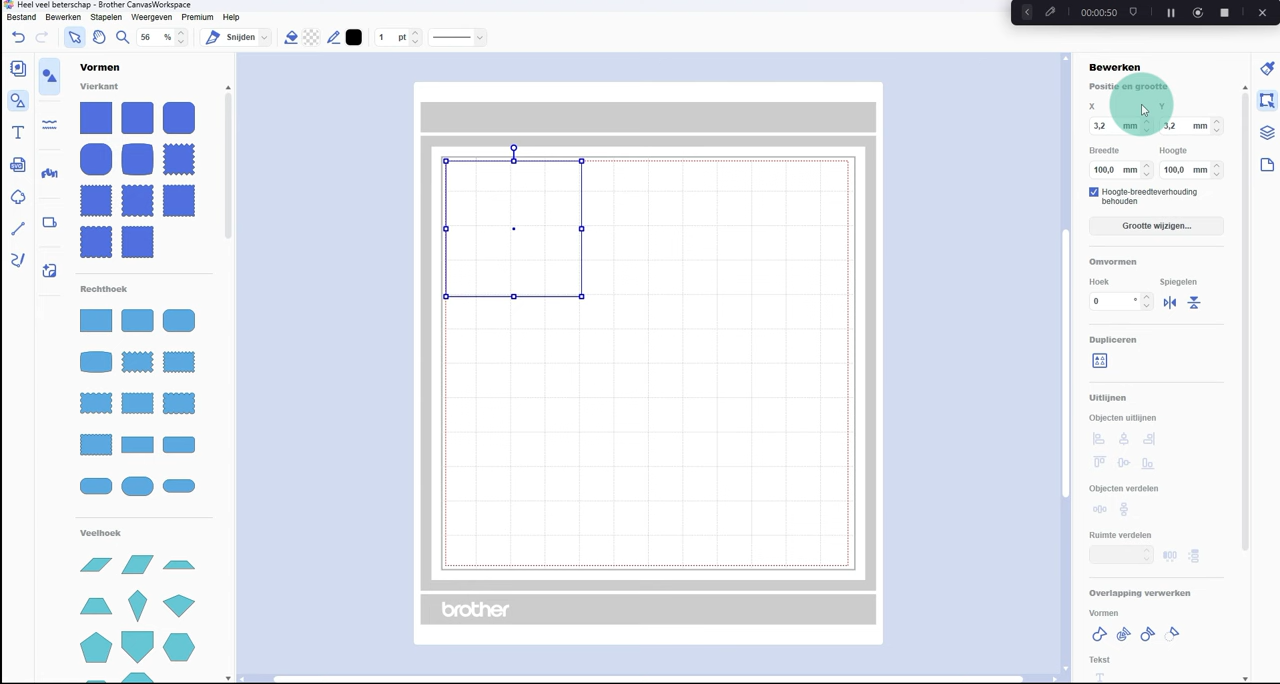 Heel veel beterschap - Brother CanvasWorkspace
00:00:50
Bestand Bewerken Stapelen Weergeven Premium Help
56 % Snijden 1 pt
Vormen
Vierkant
Rechthoek
Veelhoek
brother
Bewerken
Positie en grootte
X Y
3,2 mm 3,2 mm
Breedte Hoogte
100,0 mm 100,0 mm
Hoogte-breedteverhouding
behouden
Grootte wijzigen...
Omvormen
Hoek Spiegelen
0 °
Dupliceren
Uitlijnen
Objecten uitlijnen
Objecten verdelen
Ruimte verdelen
Overlapping verwerken
Vormen
Tekst